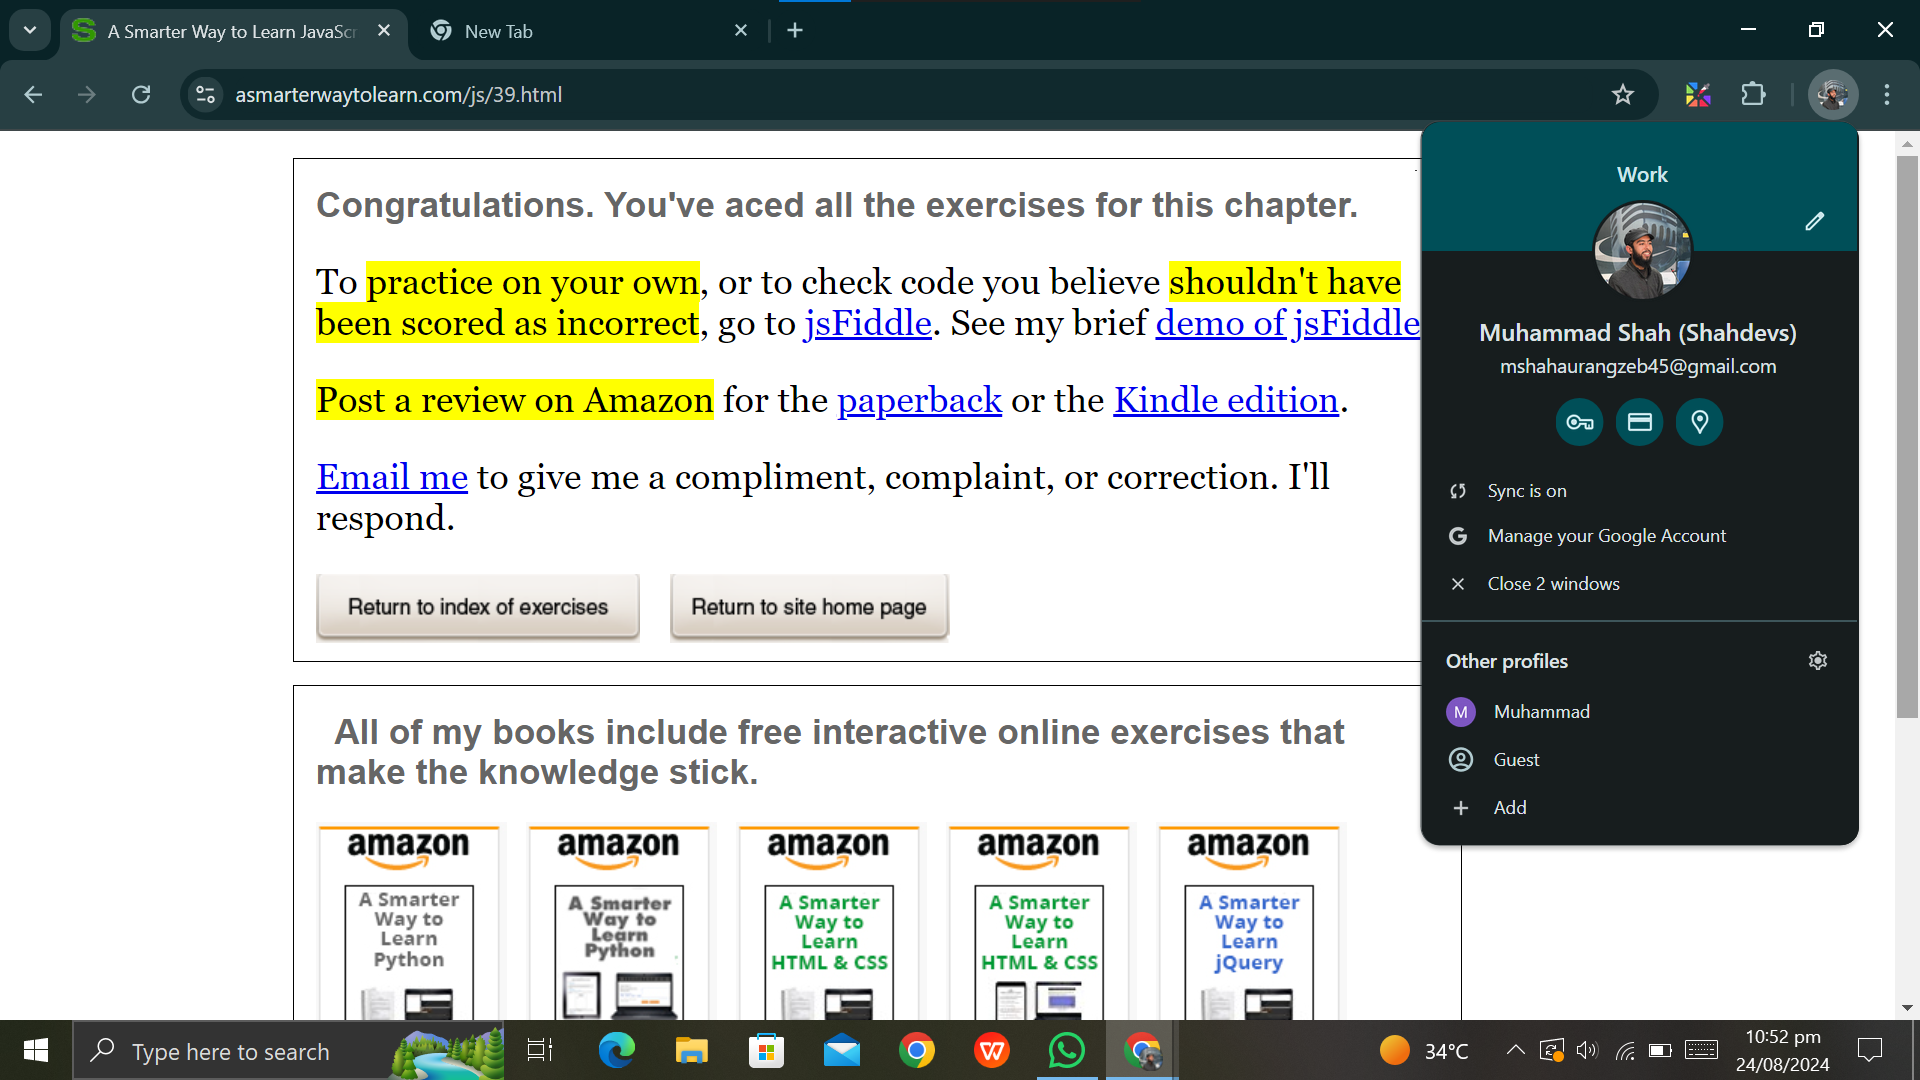 A Smarter Way to Learn JavaScr
New Tab
asmarterwaytolearn.com/js/39.html
Congratulations. You've aced all the exercises for this chapter.
To practice on your own, or to check code you believe shouldn't have
been scored as incorrect, go to jsFiddle. See my brief demo of jsFiddle
Post a review on Amazon for the paperback or the Kindle edition.
Email me to give me a compliment, complaint, or correction. I'll
respond.
Return to index of exercises
Return to site home page
All of my books include free interactive online exercises that
make the knowledge stick.
amazon
A Smarter
Way to
Learn
Python
amazon
A Smarter
Way to
Learn
Python
amazon
A Smarter
Way to
Learn
HTML & CSS
amazon
A Smarter
Way to
Learn
HTML & CSS
amazon
A Smarter
Way to
Learn
jQuery
Work
Muhammad Shah (Shahdevs)
mshahaurangzeb45@gmail.com
Sync is on
Manage your Google Account
Close 2 windows
Other profiles
M
Muhammad
Guest
Add
Type here to search
34°C
10:52 pm
24/08/2024